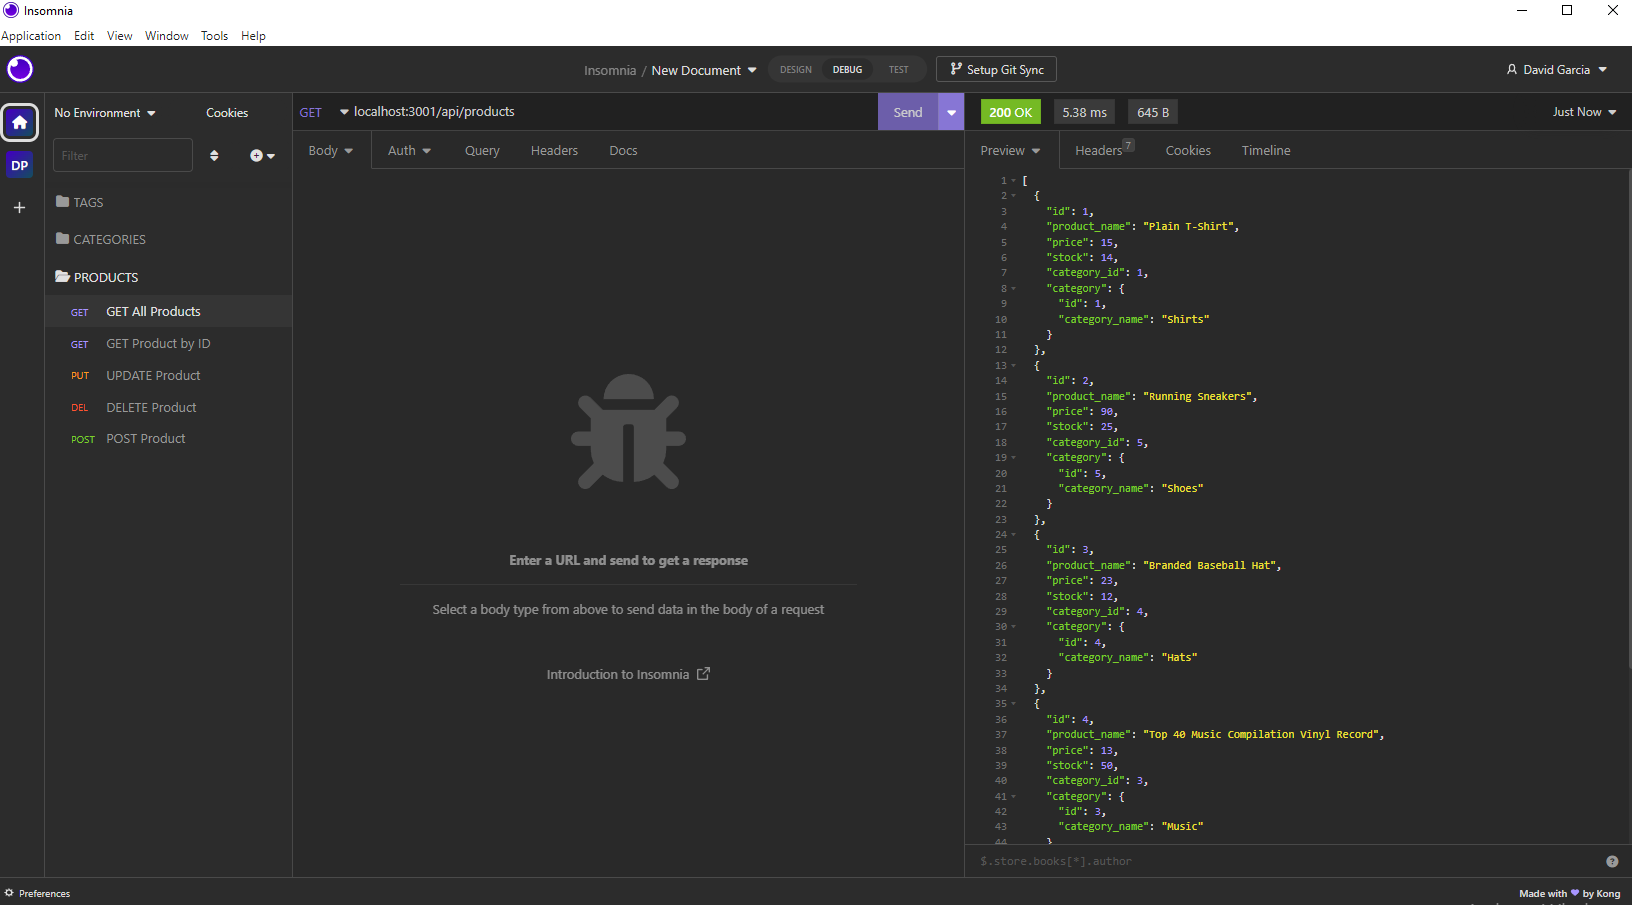 Insomnia
Application Edit View Window Tools Help
Insomnia / New Document DESIGN DEBUG TEST Setup Git Sync David Garcia
No Environment Cookies
Filter
DP
TAGS
CATEGORIES
PRODUCTS
GET GET All Products
GET GET Product by ID
PUT UPDATE Product
DEL DELETE Product
POST POST Product
GET localhost:3001/api/products Send
Body Auth Query Headers Docs
Enter a URL and send to get a response
Select a body type from above to send data in the body of a request
Introduction to Insomnia
200 OK 5.38 ms 645 B Just Now
Preview Headers 7 Cookies Timeline
1 [
2 {
3 "id": 1,
4 "product_name": "Plain T-Shirt",
5 "price": 15,
6 "stock": 14,
7 "category_id": 1,
8 "category": {
9 "id": 1,
10 "category_name": "Shirts"
11 }
12 },
13 {
14 "id": 2,
15 "product_name": "Running Sneakers",
16 "price": 90,
17 "stock": 25,
18 "category_id": 5,
19 "category": {
20 "id": 5,
21 "category_name": "Shoes"
22 }
23 },
24 {
25 "id": 3,
26 "product_name": "Branded Baseball Hat",
27 "price": 23,
28 "stock": 12,
29 "category_id": 4,
30 "category": {
31 "id": 4,
32 "category_name": "Hats"
33 }
34 },
35 {
36 "id": 4,
37 "product_name": "Top 40 Music Compilation Vinyl Record",
38 "price": 13,
39 "stock": 50,
40 "category_id": 3,
41 "category": {
42 "id": 3,
43 "category_name": "Music"
44 }
$.store.books[*].author
Preferences
Made with by Kong